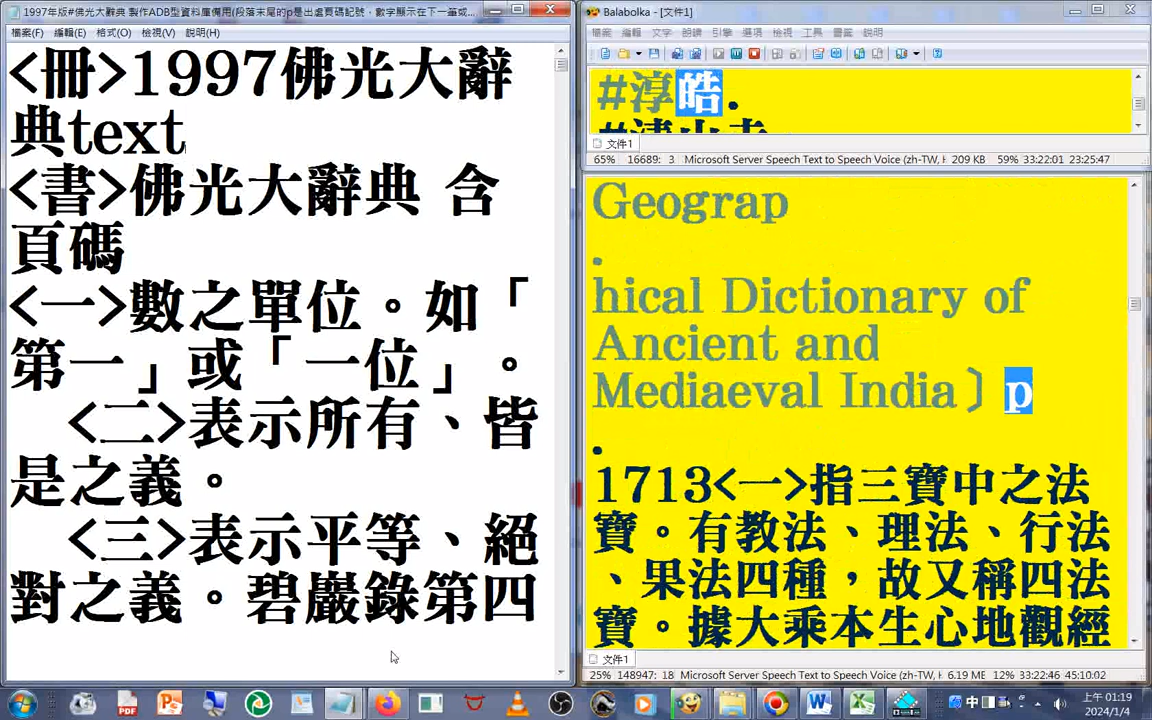 1997年版#佛光大辭典 製作ADB型資料庫備用(段落末尾的p是出處頁碼記號，數字顯示在下一筆或...
檔案(F) 編輯(E) 格式(O) 檢視(V) 說明(H)
<冊>1997佛光大辭
典text
<書>佛光大辭典 含
頁碼
<一>數之單位。如「
第一」或「一位」。
<二>表示所有、皆
是之義。
<三>表示平等、絕
對之義。碧巖錄第四
Balabolka - [文件1]
檔案 編輯 文字 朗讀 引擎 選項 檢視 工具 書籤 說明
#淳皓.
文件1
65% 16689: 3 Microsoft Server Speech Text to Speech Voice (zh-TW, H 209 KB 59% 33:22:01 23:25:47
Geograp
.
hical Dictionary of
Ancient and
Mediaeval India〕p
.
1713<一>指三寶中之法
寶。有教法、理法、行法
、果法四種，故又稱四法
寶。據大乘本生心地觀經
文件1
25% 148947: 18 Microsoft Server Speech Text to Speech Voice (zh-TW, H 6.19 ME 12% 33:22:46 45:10:02
中
上午 01:19
2024/1/4